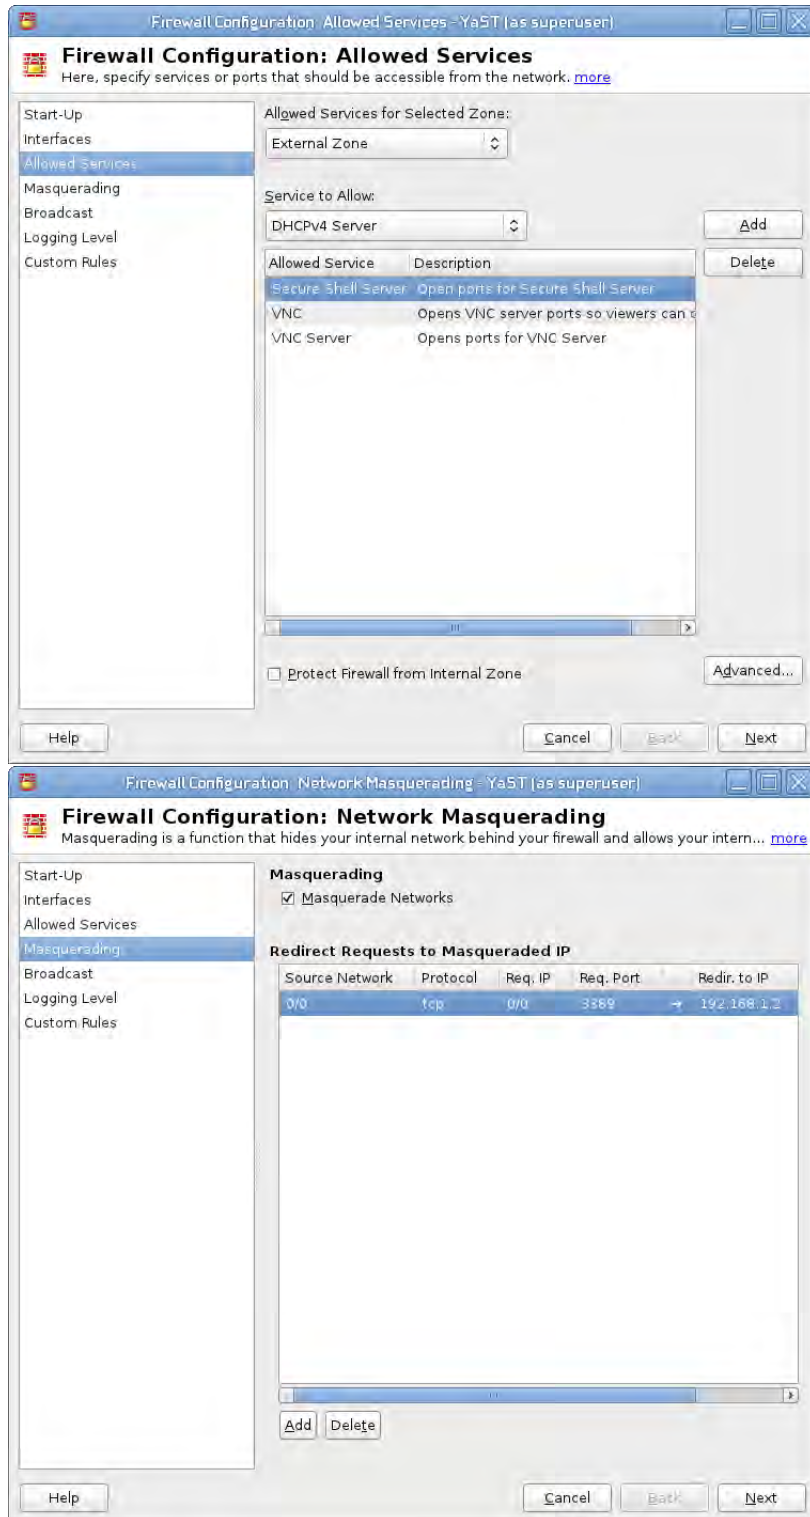 Firewall Configuration: Allowed Services - YaST (as superuser)
Firewall Configuration: Allowed Services
Here, specify services or ports that should be accessible from the network. more
Start-Up
Interfaces
Allowed Services
Masquerading
Broadcast
Logging Level
Custom Rules
Allowed Services for Selected Zone:
External Zone
Service to Allow:
DHCPv4 Server
Add
Allowed Service Description
Delete
Secure Shell Server Open ports for Secure Shell Server
VNC Opens VNC server ports so viewers can
VNC Server Opens ports for VNC Server
Protect Firewall from Internal Zone
Advanced...
Help Cancel Back Next
Firewall Configuration: Network Masquerading - YaST (as superuser)
Firewall Configuration: Network Masquerading
Masquerading is a function that hides your internal network behind your firewall and allows your intern... more
Start-Up
Interfaces
Allowed Services
Masquerading
Broadcast
Logging Level
Custom Rules
Masquerading
Masquerade Networks
Redirect Requests to Masqueraded IP
Source Network Protocol Req. IP Req. Port Redir. to IP
0/0 tcp 0/0 3389 → 192.168.1.2
Add Delete
Help Cancel Back Next